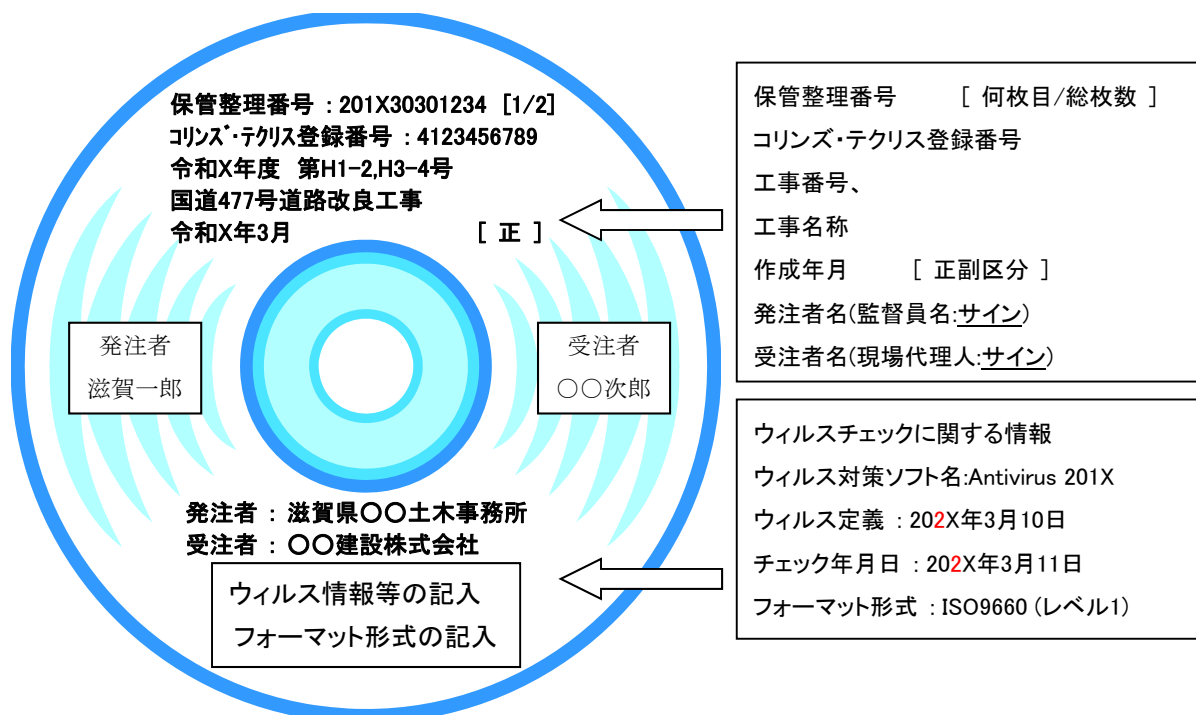 保管整理番号 : 201X30301234 [1/2]
コリンズ・テクリス登録番号 : 4123456789
令和X年度 第H1-2,H3-4号
国道477号道路改良工事
令和X年3月 [ 正 ]
発注者
滋賀一郎
受注者
〇〇次郎
発注者 : 滋賀県〇〇土木事務所
受注者 : 〇〇建設株式会社
ウィルス情報等の記入
フォーマット形式の記入
保管整理番号 [ 何枚目/総枚数 ]
コリンズ・テクリス登録番号
工事番号、
工事名称
作成年月 [ 正副区分 ]
発注者名(監督員名:サイン)
受注者名(現場代理人:サイン)
ウィルスチェックに関する情報
ウィルス対策ソフト名:Antivirus 201X
ウィルス定義 : 202X年3月10日
チェック年月日 : 202X年3月11日
フォーマット形式 : ISO9660 (レベル1)